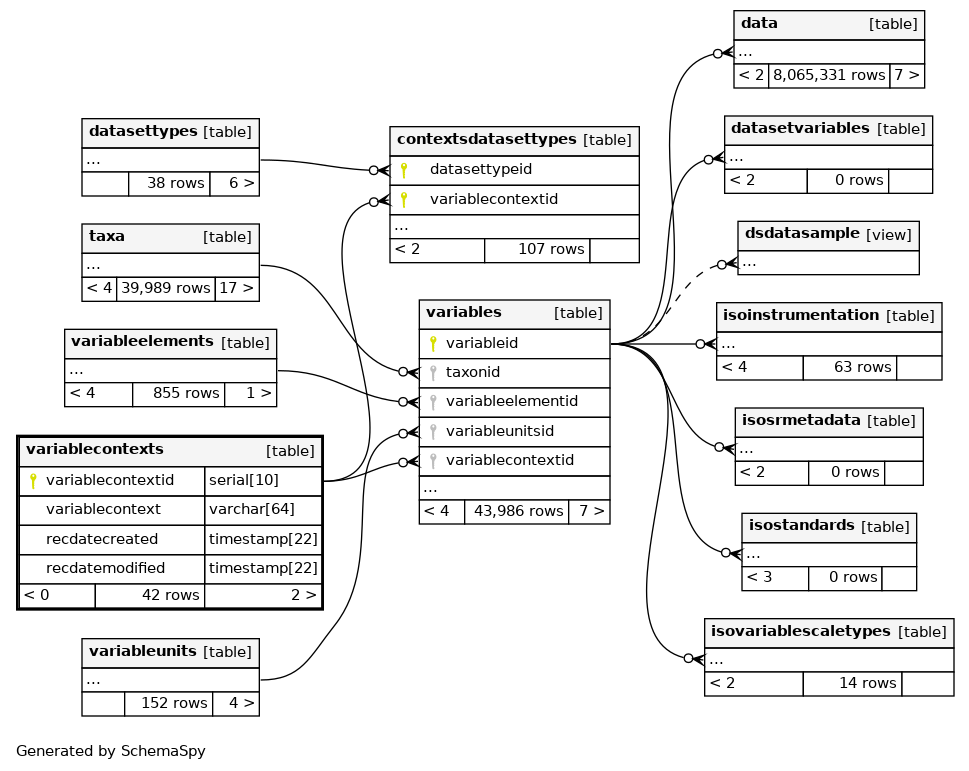 data [table]
...
< 2 8,065,331 rows 7 >
datasettypes [table]
...
38 rows 6 >
contextsdatasettypes [table]
datasettypeid
variablecontextid
...
< 2 107 rows
datasetvariables [table]
...
< 2 0 rows
taxa [table]
...
< 4 39,989 rows 17 >
dsdatasample [view]
...
variableelements [table]
...
< 4 855 rows 1 >
variables [table]
variableid
taxonid
variableelementid
variableunitsid
variablecontextid
...
< 4 43,986 rows 7 >
isoinstrumentation [table]
...
< 4 63 rows
variablecontexts [table]
variablecontextid serial[10]
variablecontext varchar[64]
recdatecreated timestamp[22]
recdatemodified timestamp[22]
< 0 42 rows 2 >
isosrmetadata [table]
...
< 2 0 rows
isostandards [table]
...
< 3 0 rows
variableunits [table]
...
152 rows 4 >
isovariablescaletypes [table]
...
< 2 14 rows
Generated by SchemaSpy